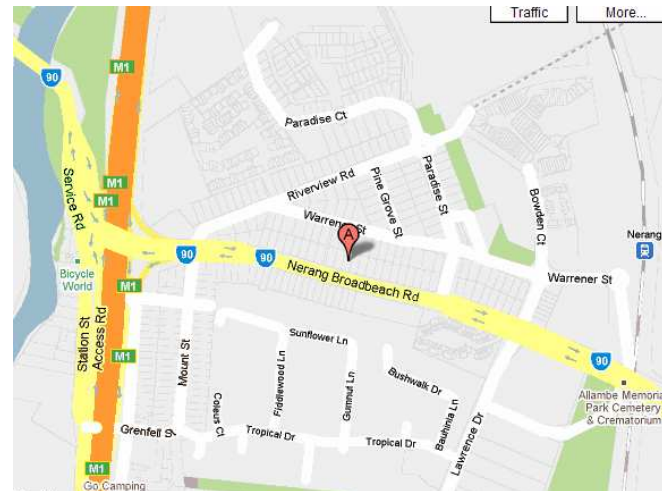 Traffic
More...
M1
90
Paradise Ct
Service Rd
M1
Riverview Rd
Pine Grove St
Paradise St
Bowden Ct
M1
Warrener St
A
Nerang
90
90
Nerang Broadbeach Rd
Warrener St
Bicycle
World
M1
Station St
Access Rd
Mount St
Sunflower Ln
Fiddlewood Ln
Gumnut Ln
Bushwalk Dr
Bauhinia Ln
Lawrence Dr
90
M1
Coleus Ct
Allambe Memorial
Park Cemetery
& Crematorium
Grenfell St
Tropical Dr
Tropical Dr
M1
Go Camping